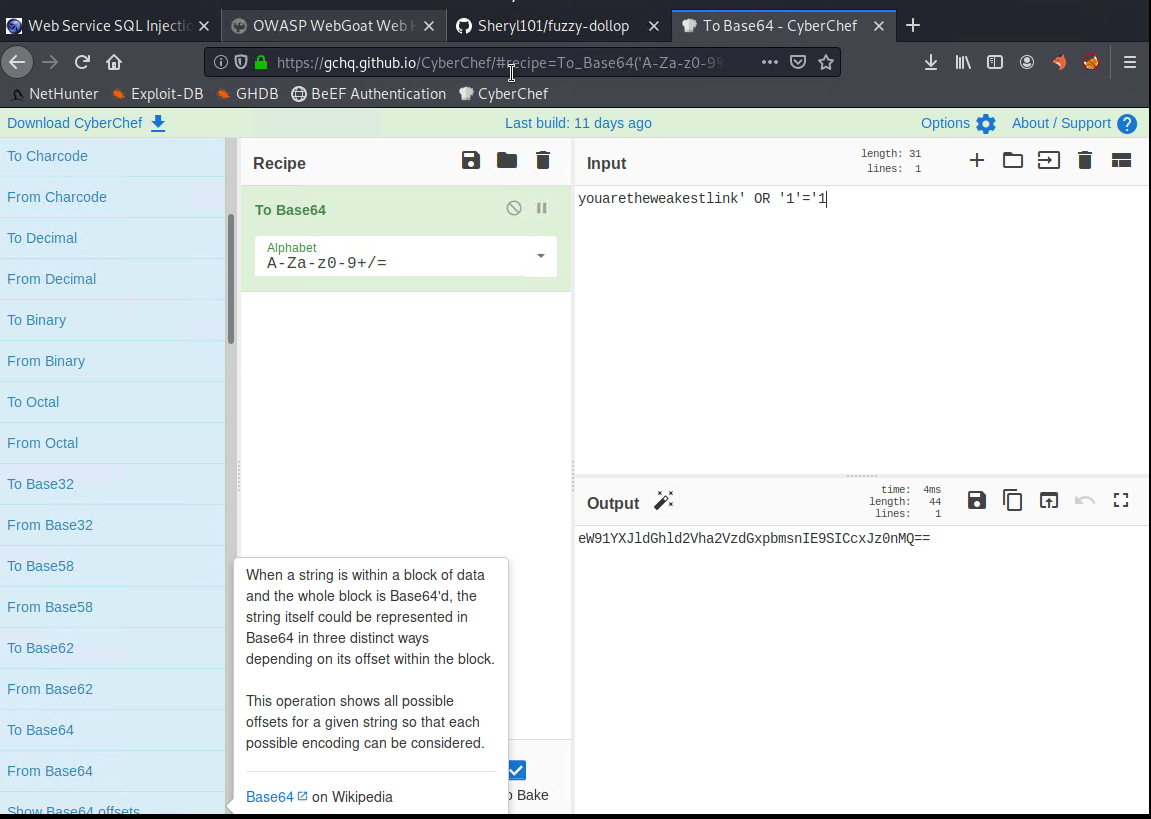 Web Service SQL Injectic
OWASP WebGoat Web H
Sheryl101/fuzzy-dollop
To Base64 - CyberChef
https://gchq.github.io/CyberChef/#recipe=To_Base64('A-Za-z0-9%
NetHunter Exploit-DB GHDB BeEF Authentication CyberChef
Download CyberChef Last build: 11 days ago Options About / Support
To Charcode
From Charcode
To Decimal
From Decimal
To Binary
From Binary
To Octal
From Octal
To Base32
From Base32
To Base58
From Base58
To Base62
From Base62
To Base64
From Base64
Show Base64 offsets
Recipe
To Base64
Alphabet
A-Za-z0-9+/=
When a string is within a block of data
and the whole block is Base64'd, the
string itself could be represented in
Base64 in three distinct ways
depending on its offset within the block.
This operation shows all possible
offsets for a given string so that each
possible encoding can be considered.
Base64 on Wikipedia
Bake
Input
length: 31
lines: 1
youaretheweakestlink' OR '1'='1
Output
time: 4ms
length: 44
lines: 1
eW91YXJldGhld2Vha2VzdGxpbmsnIE9SICcxJz0nMQ==